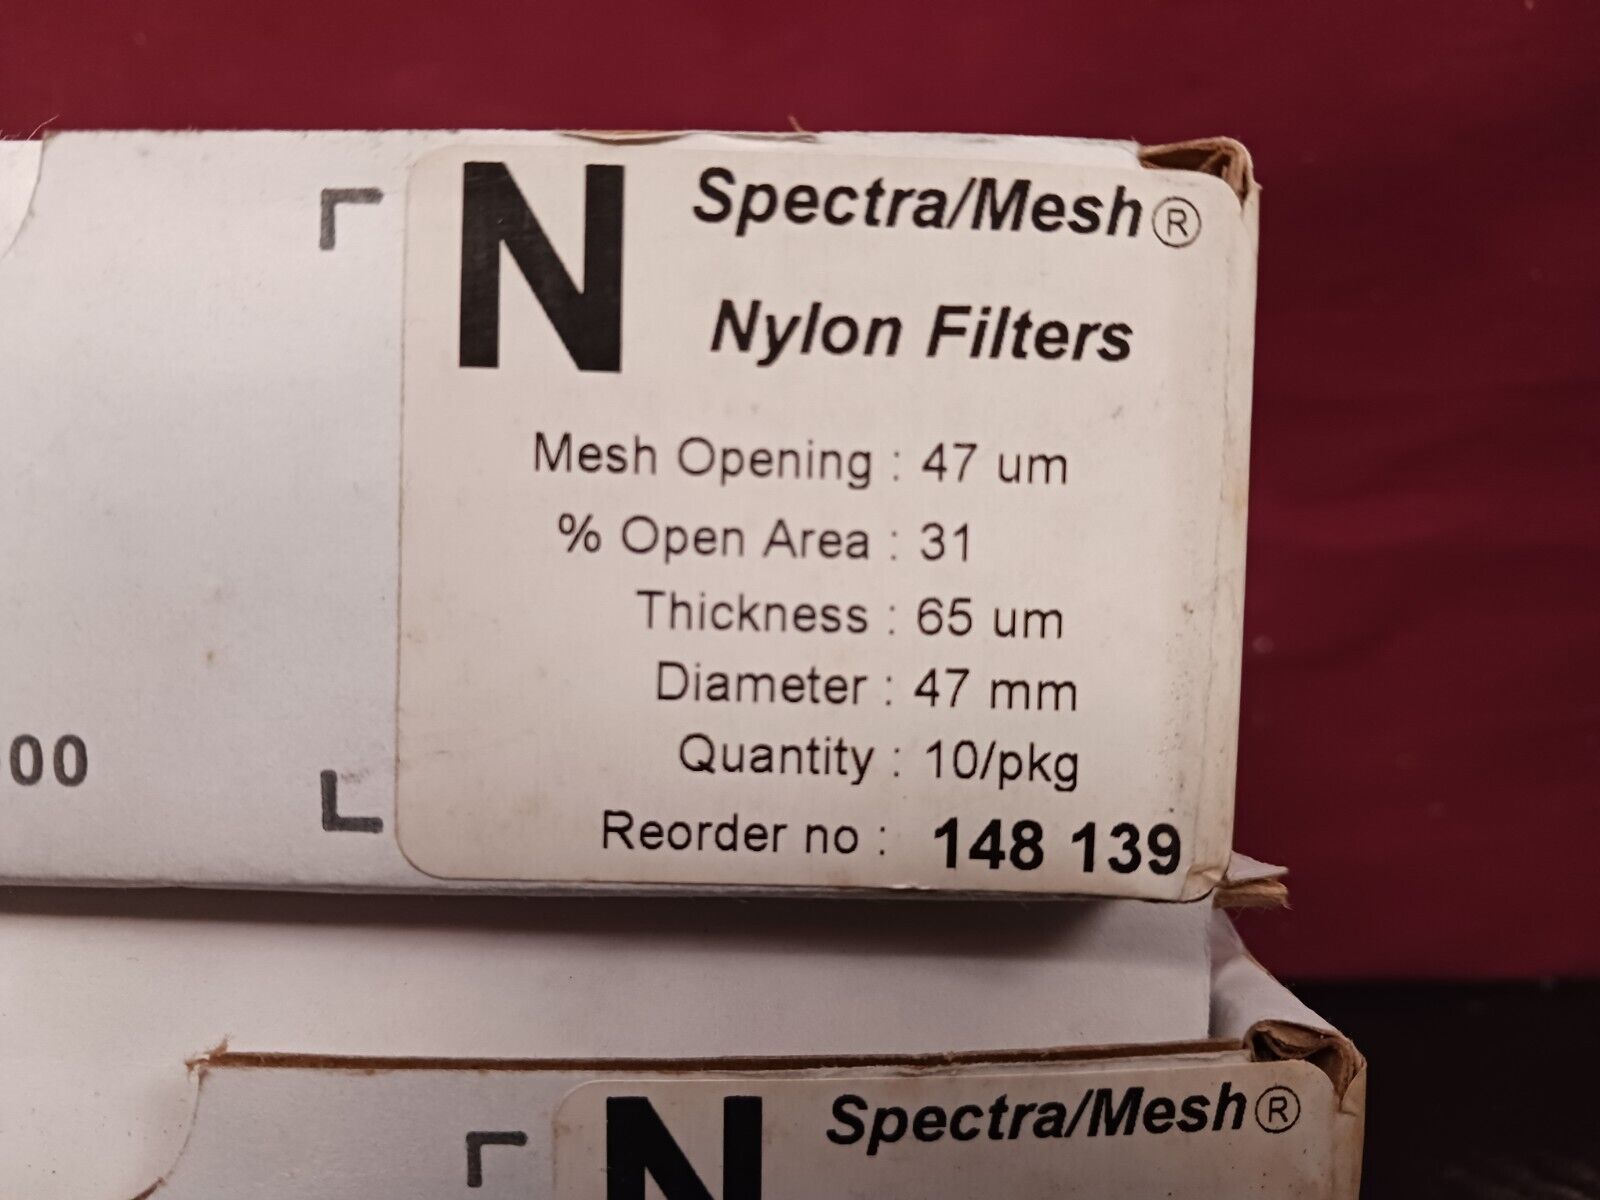 N
Spectra/Mesh®
Nylon Filters
Mesh Opening : 47 um
% Open Area : 31
Thickness : 65 um
Diameter : 47 mm
Quantity : 10/pkg
Reorder no : 148 139
00
N
Spectra/Mesh®